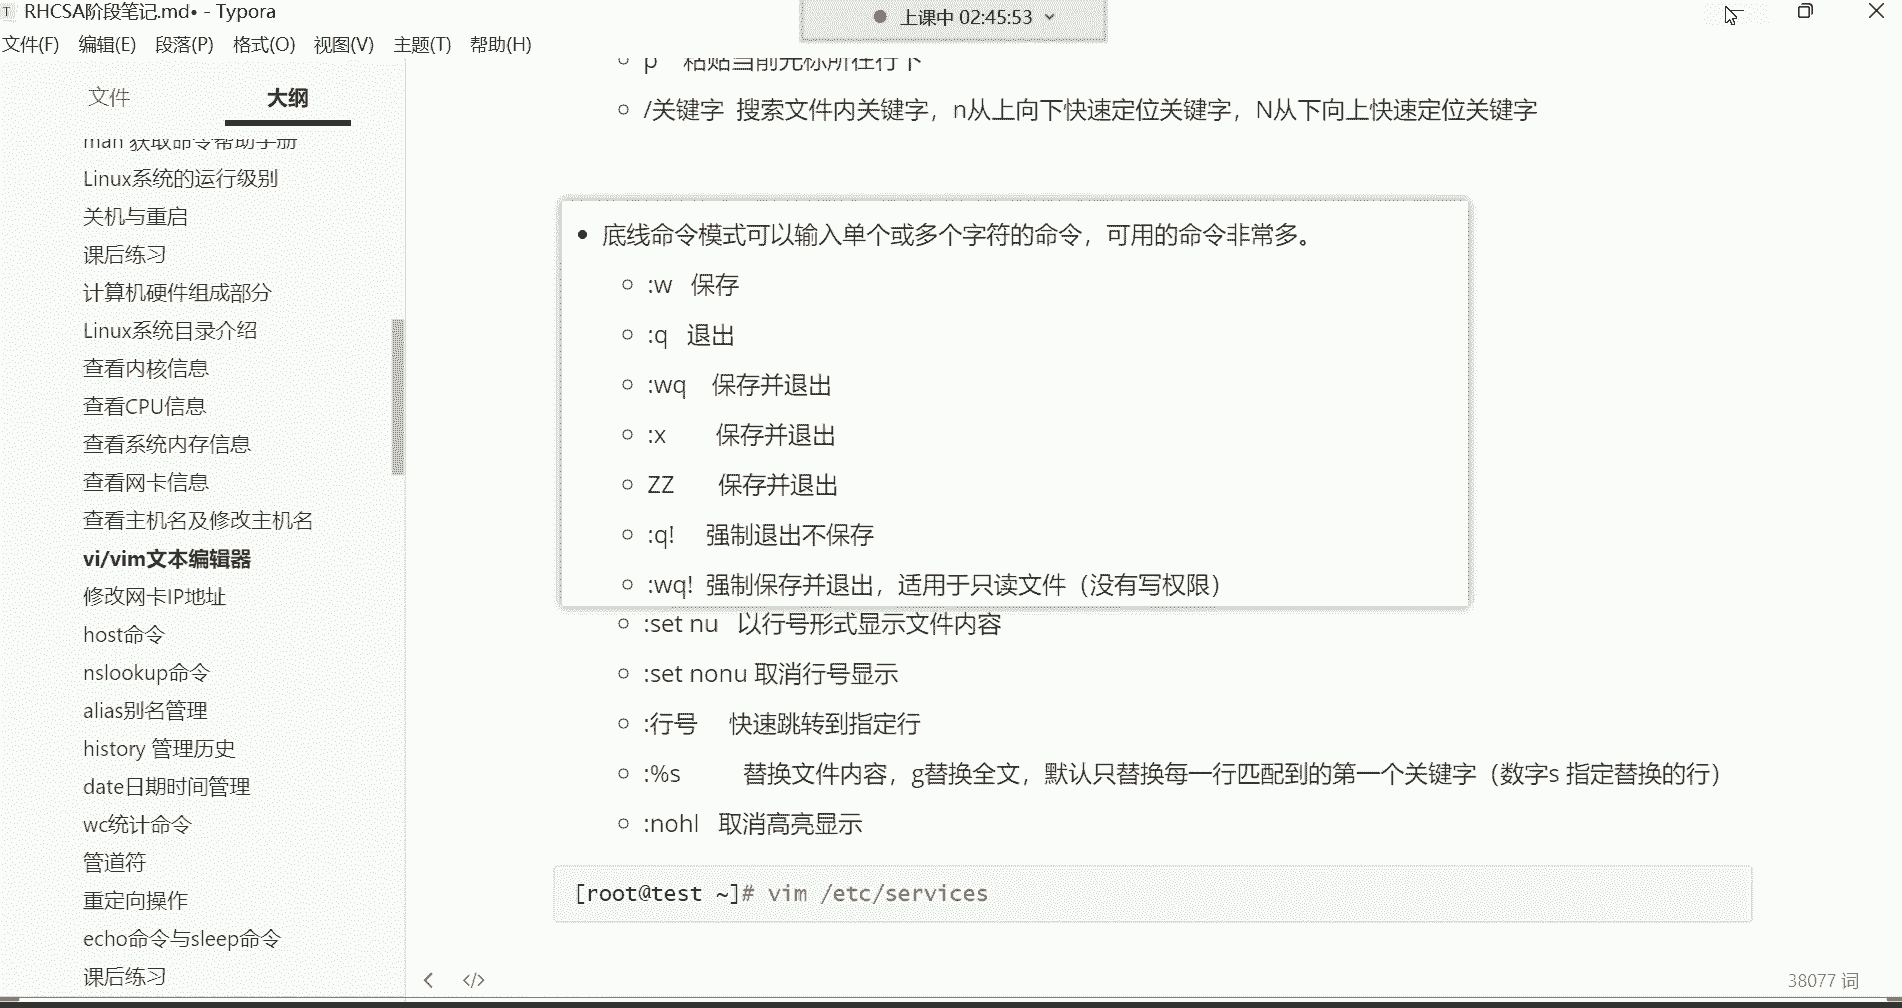 RHCSA阶段笔记.md• - Typora
上课中 02:45:53
文件(F) 编辑(E) 段落(P) 格式(O) 视图(V) 主题(T) 帮助(H)
文件 大纲
man 获取命令帮助手册
Linux系统的运行级别
关机与重启
课后练习
计算机硬件组成部分
Linux系统目录介绍
查看内核信息
查看CPU信息
查看系统内存信息
查看网卡信息
查看主机名及修改主机名
vi/vim文本编辑器
修改网卡IP地址
host命令
nslookup命令
alias别名管理
history 管理历史
date日期时间管理
wc统计命令
管道符
重定向操作
echo命令与sleep命令
课后练习
p 粘贴当前光标所在行下
/关键字 搜索文件内关键字，n从上向下快速定位关键字，N从下向上快速定位关键字
底线命令模式可以输入单个或多个字符的命令，可用的命令非常多。
:w 保存
:q 退出
:wq 保存并退出
:x 保存并退出
ZZ 保存并退出
:q! 强制退出不保存
:wq! 强制保存并退出，适用于只读文件（没有写权限）
:set nu 以行号形式显示文件内容
:set nonu 取消行号显示
:行号 快速跳转到指定行
:%s 替换文件内容，g替换全文，默认只替换每一行匹配到的第一个关键字（数字s 指定替换的行）
:nohl 取消高亮显示
[root@test ~]# vim /etc/services
38077 词